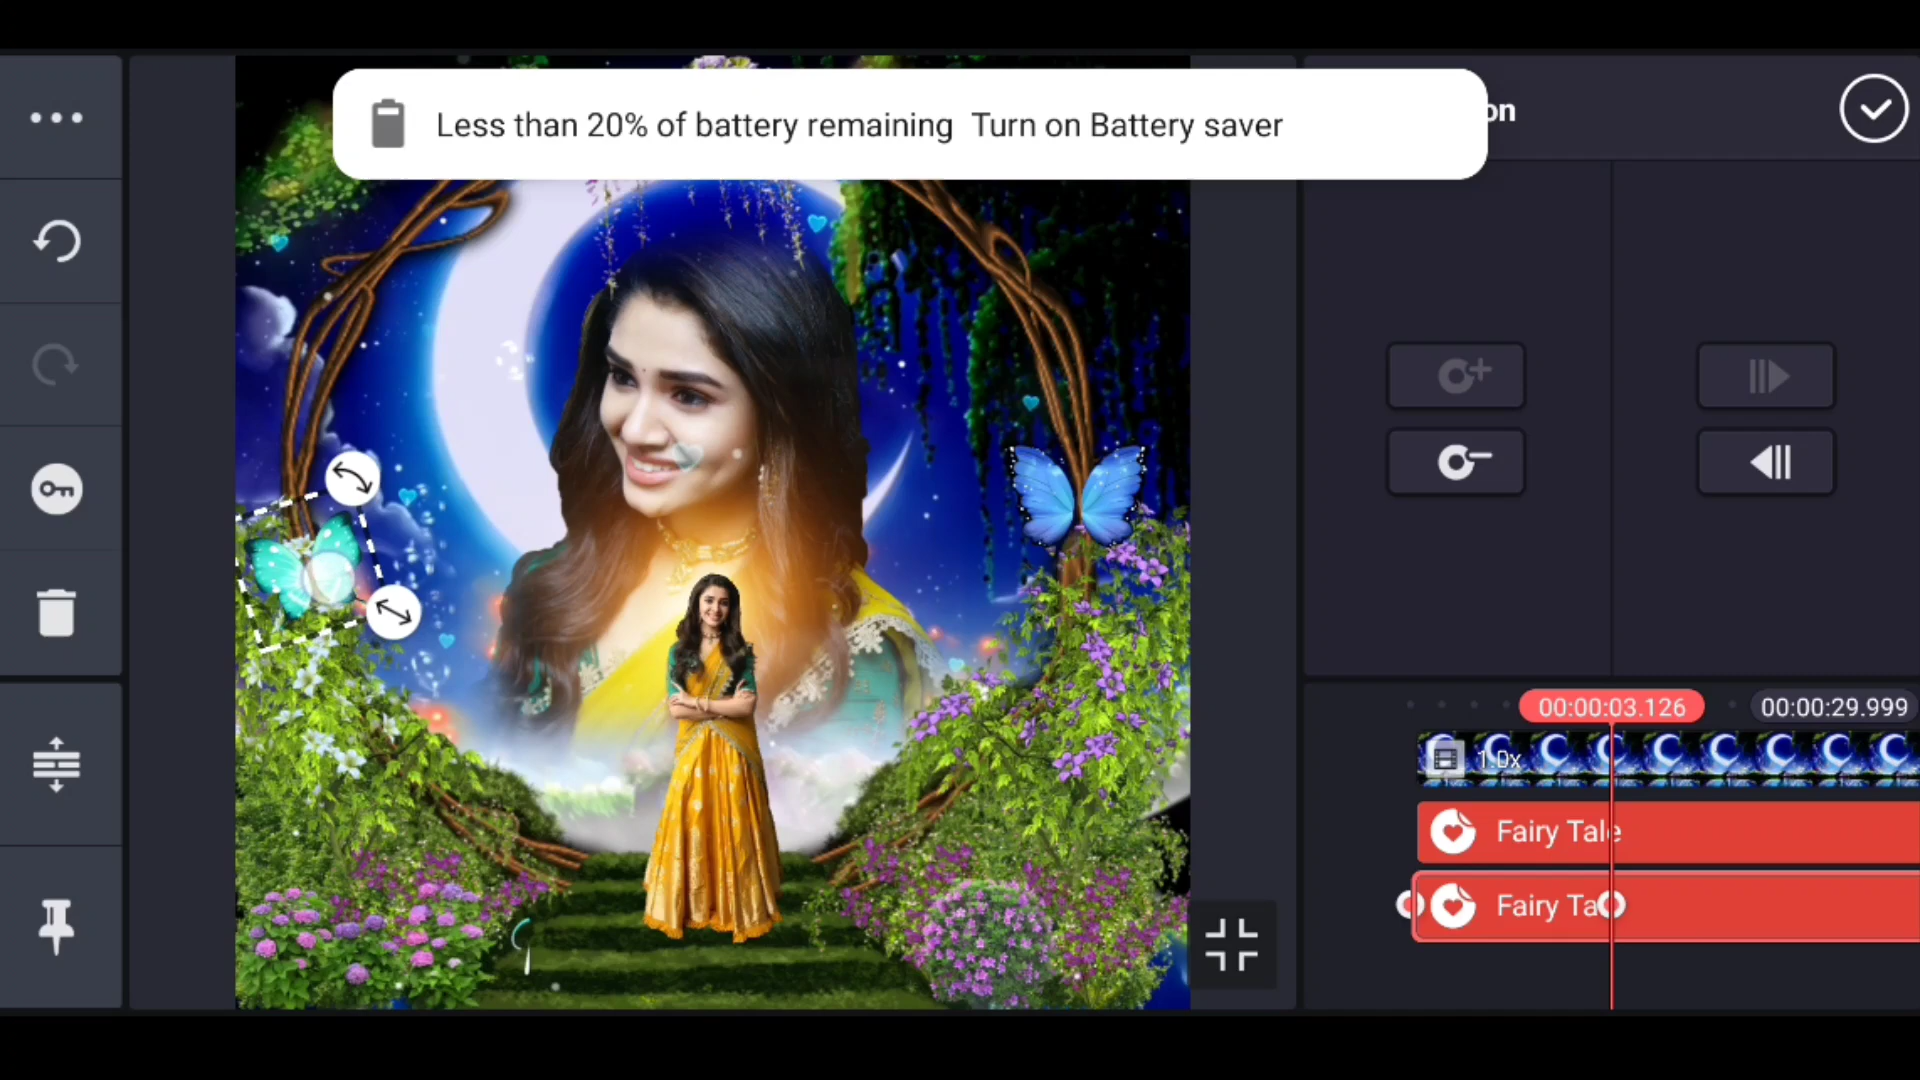 Less than 20% of battery remaining Turn on Battery saver
on
00:00:03.126
00:00:29.999
1.0x
Fairy Tale
Fairy Ta